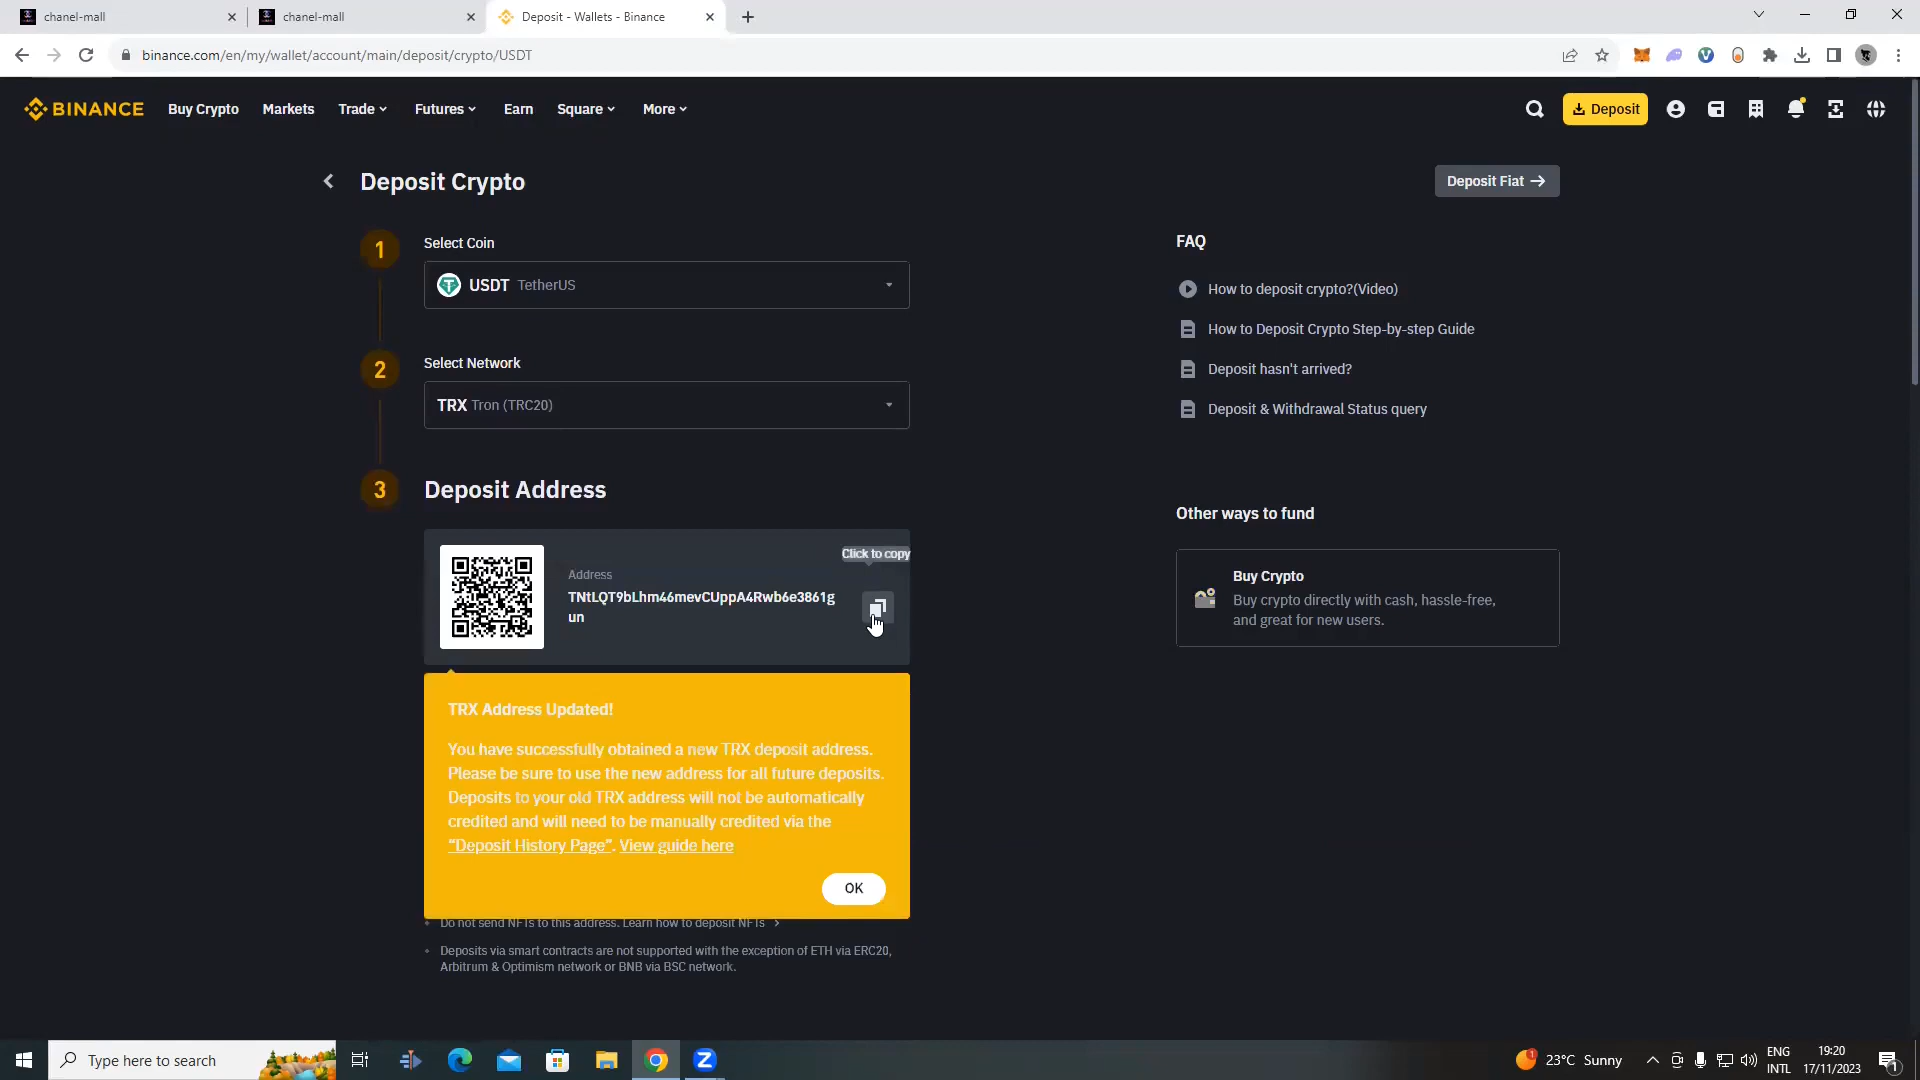 chanel-mall
chanel-mall
Deposit - Wallets - Binance
binance.com/en/my/wallet/account/main/deposit/crypto/USDT
BINANCE
Buy Crypto
Markets
Trade
Futures
Earn
Square
More
Deposit
Deposit Crypto
Deposit Fiat
1
Select Coin
USDT TetherUS
2
Select Network
TRX Tron (TRC20)
3
Deposit Address
Click to copy
Address
TNtLQT9bLhm46mevCUppA4Rwb6e3861g
un
TRX Address Updated!
You have successfully obtained a new TRX deposit address.
Please be sure to use the new address for all future deposits.
Deposits to your old TRX address will not be automatically
credited and will need to be manually credited via the
"Deposit History Page". View guide here
OK
Do not send NFTs to this address. Learn how to deposit NFTs
Deposits via smart contracts are not supported with the exception of ETH via ERC20,
Arbitrum & Optimism network or BNB via BSC network.
FAQ
How to deposit crypto?(Video)
How to Deposit Crypto Step-by-step Guide
Deposit hasn't arrived?
Deposit & Withdrawal Status query
Other ways to fund
Buy Crypto
Buy crypto directly with cash, hassle-free,
and great for new users.
Type here to search
1
23°C Sunny
ENG
INTL
19:20
17/11/2023
1